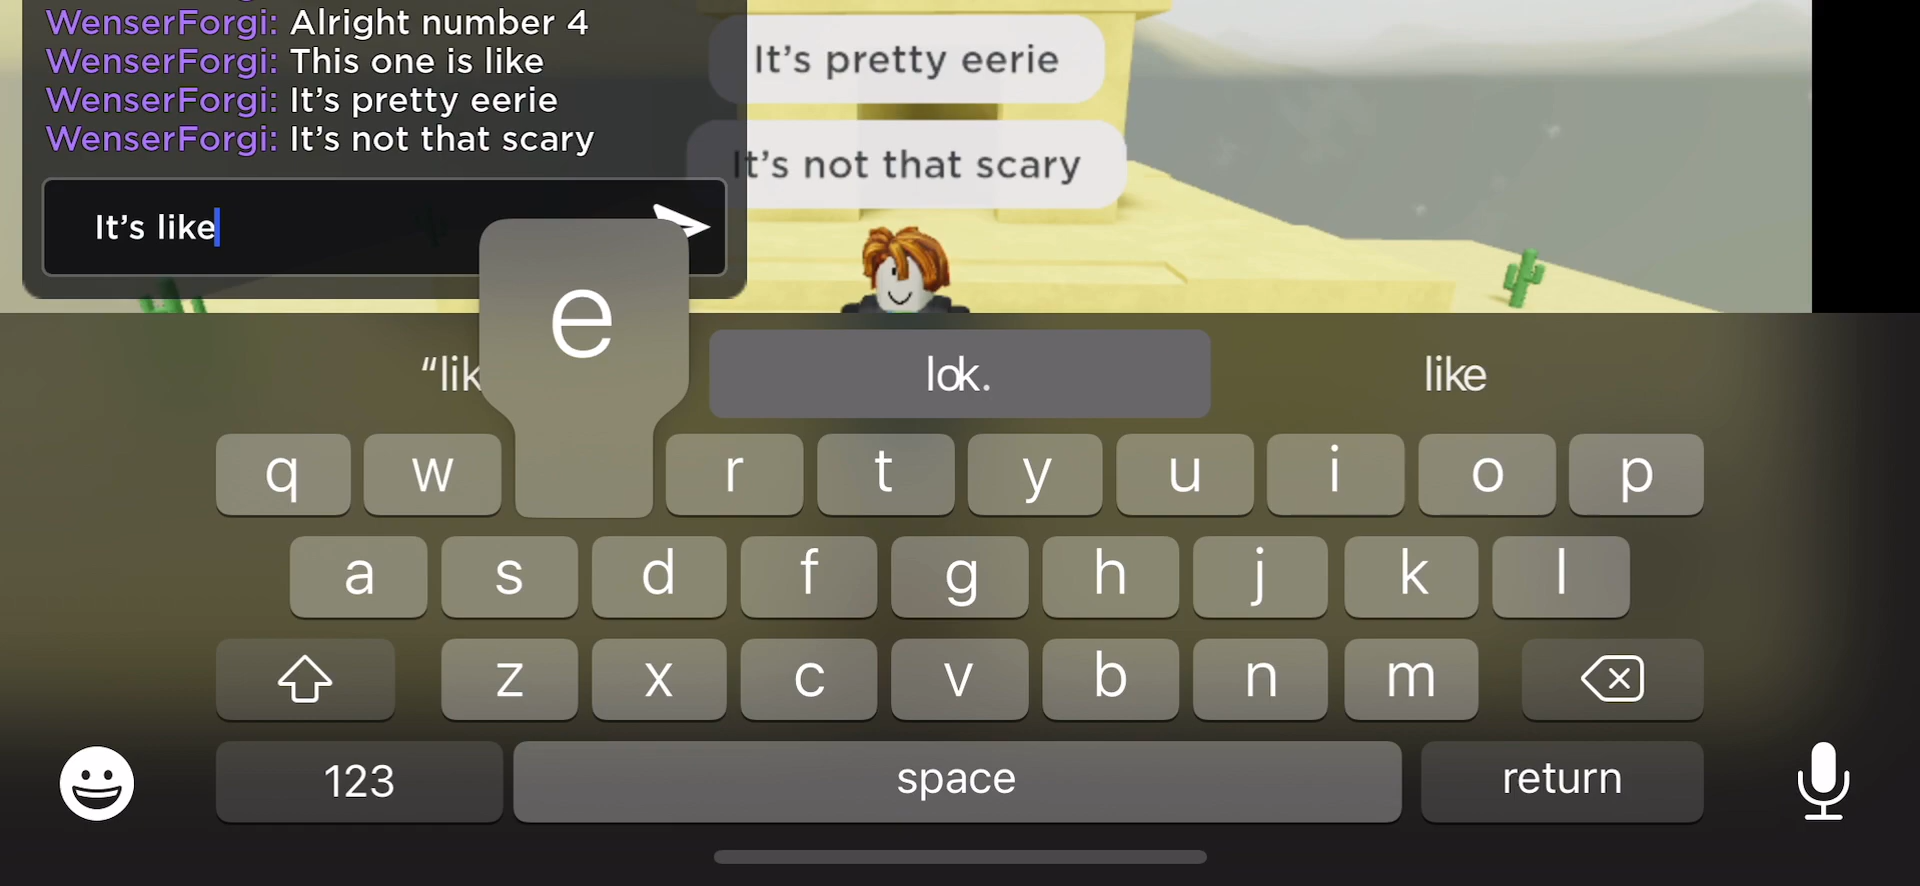 WenserForgi: Alright number 4
WenserForgi: This one is like
WenserForgi: It’s pretty eerie
WenserForgi: It’s not that scary
It’s like
It’s pretty eerie
It’s not that scary
e
“lik
lok.
like
q w r t y u i o p
a s d f g h j k l
z x c v b n m
123 space return